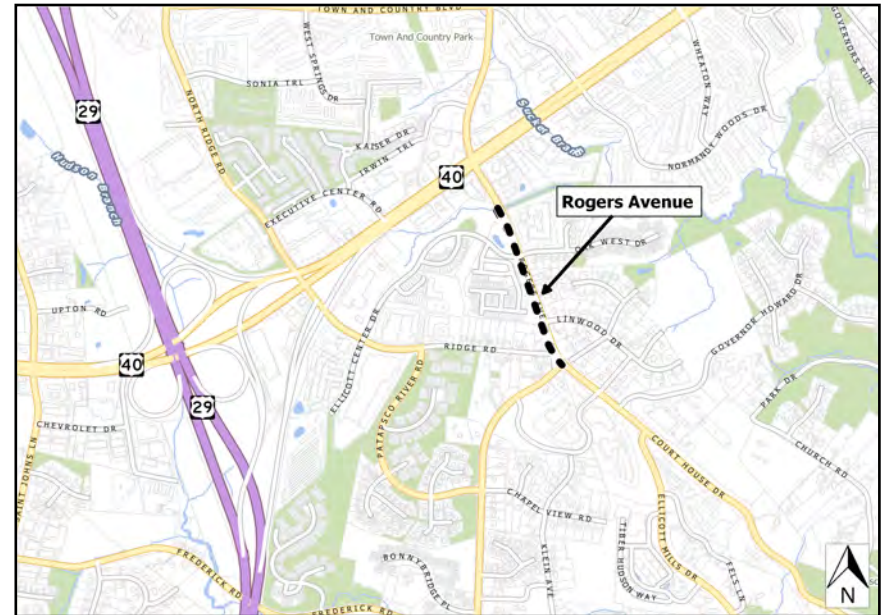 TOWN AND COUNTRY BLVD
GOVERNORS RUN
WEST SPRINGS DR
Town And Country Park
WHEATON WAY
SONIA TRL
29
NORTH RIDGE RD
Sucket Branch
KAISER DR
NORMANDY WOODS DR
Hudson Branch
IRWIN TRL
40
EXECUTIVE CENTER RD
Rogers Avenue
OAK WEST DR
UPTON RD
ELLICOTT CENTER DR
LINWOOD DR
GOVERNOR HOWARD DR
RIDGE RD
40
29
PATAPSCO RIVER RD
PARK DR
CHEVROLET DR
COURT HOUSE DR
CHURCH RD
SAINT JOHNS LN
CHAPEL VIEW RD
ELLICOTT MILLS DR
TIBER HUDSON WAY
FELS LN
KLEIN AVE
BONNYBRIDGE PL
FREDERICK RD
FREDERICK RD
N